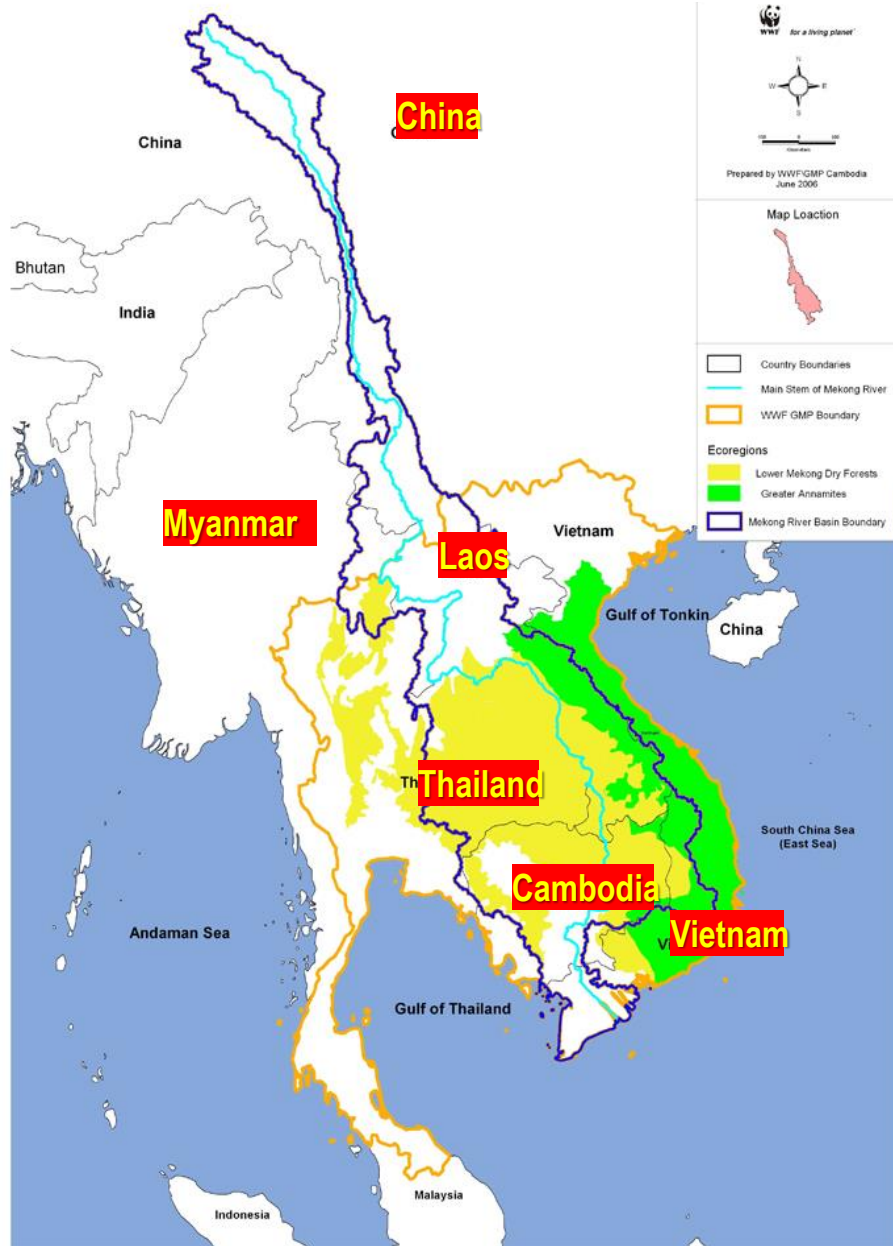 WWF for a living planet
N
W E
S
Kilometers
Prepared by WWF\GMP Cambodia
June 2006
Map Loaction
Country Boundaries
Main Stem of Mekong River
WWF GMP Boundary
Ecoregions
Lower Mekong Dry Forests
Greater Annamites
Mekong River Basin Boundary
China
China
Bhutan
India
Myanmar
Laos
Vietnam
Gulf of Tonkin
China
Thailand
South China Sea
(East Sea)
Cambodia
Vietnam
Andaman Sea
Gulf of Thailand
Malaysia
Indonesia